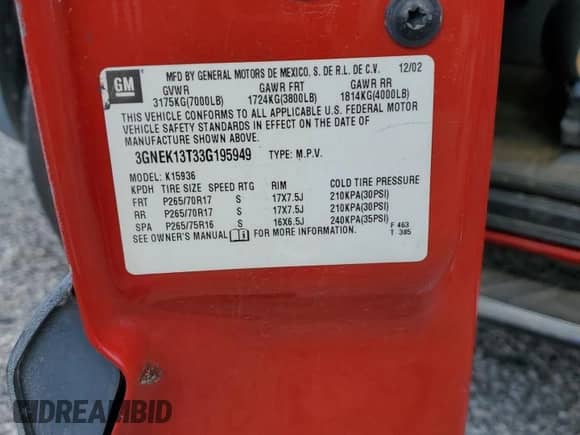 GM
MFD BY GENERAL MOTORS DE MEXICO, S. DE R.L. DE C.V. 12/02
GVWR GAWR FRT GAWR RR
3175KG(7000LB) 1724KG(3800LB) 1814KG(4000LB)
THIS VEHICLE CONFORMS TO ALL APPLICABLE U.S. FEDERAL MOTOR
VEHICLE SAFETY STANDARDS IN EFFECT ON THE DATE OF
MANUFACTURE SHOWN ABOVE.
3GNEK13T33G195949 TYPE: M.P.V.
MODEL: K15936
KPDH TIRE SIZE SPEED RTG RIM COLD TIRE PRESSURE
FRT P265/70R17 S 17X7.5J 210KPA(30PSI)
RR P265/70R17 S 17X7.5J 210KPA(30PSI)
SPA P265/75R16 S 16X6.5J 240KPA(35PSI)
SEE OWNER'S MANUAL FOR MORE INFORMATION.
F 463
T 385
IDREALIBID